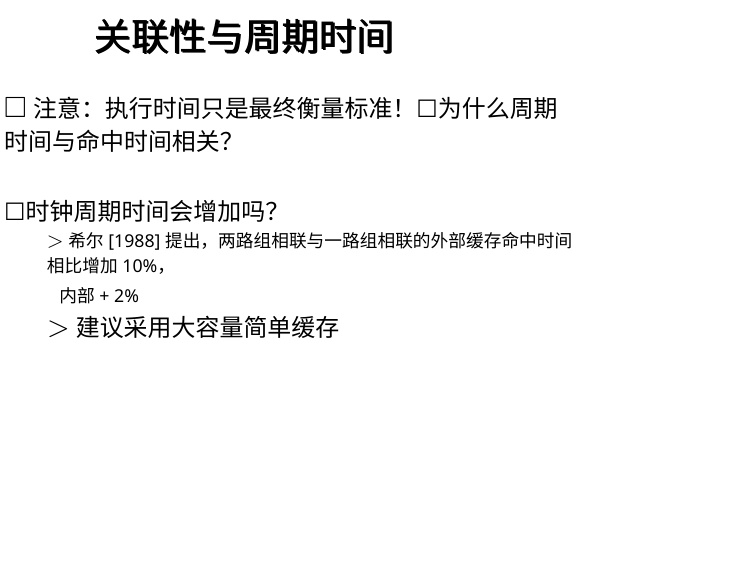 关联性与周期时间
☐ 注意：执行时间只是最终衡量标准！☐为什么周期
时间与命中时间相关？
☐时钟周期时间会增加吗？
＞ 希尔 [1988] 提出，两路组相联与一路组相联的外部缓存命中时间
相比增加 10%，
内部 + 2%
＞ 建议采用大容量简单缓存